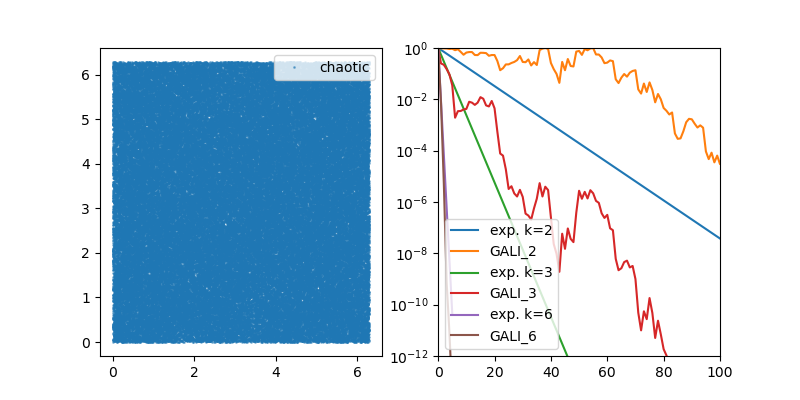 chaotic
6
5
4
3
2
1
0
0 2 4 6
10^0
10^-2
10^-4
10^-6
10^-8
10^-10
10^-12
exp. k=2
GALI_2
exp. k=3
GALI_3
exp. k=6
GALI_6
0 20 40 60 80 100